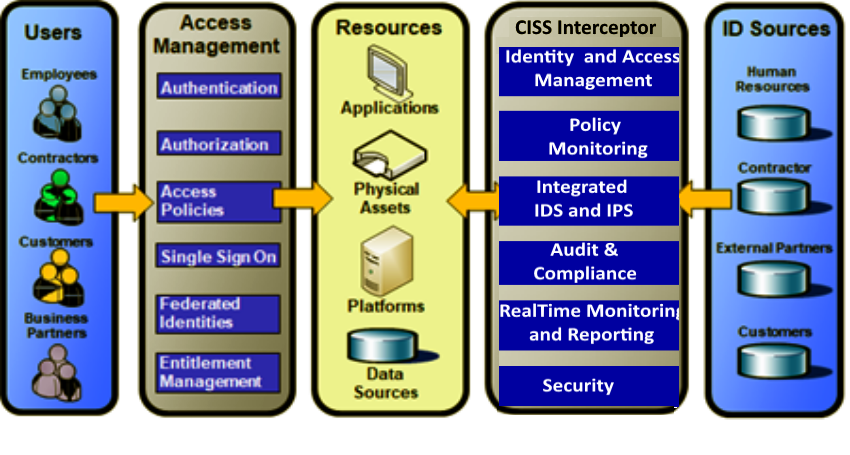 Users
Employees
Contractors
Customers
Business
Partners
Access
Management
Authentication
Authorization
Access
Policies
Single Sign On
Federated
Identities
Entitlement
Management
Resources
Applications
Physical
Assets
Platforms
Data
Sources
CISS Interceptor
Identity and Access
Management
Policy
Monitoring
Integrated
IDS and IPS
Audit &
Compliance
RealTime Monitoring
and Reporting
Security
ID Sources
Human
Resources
Contractor
External Partners
Customers